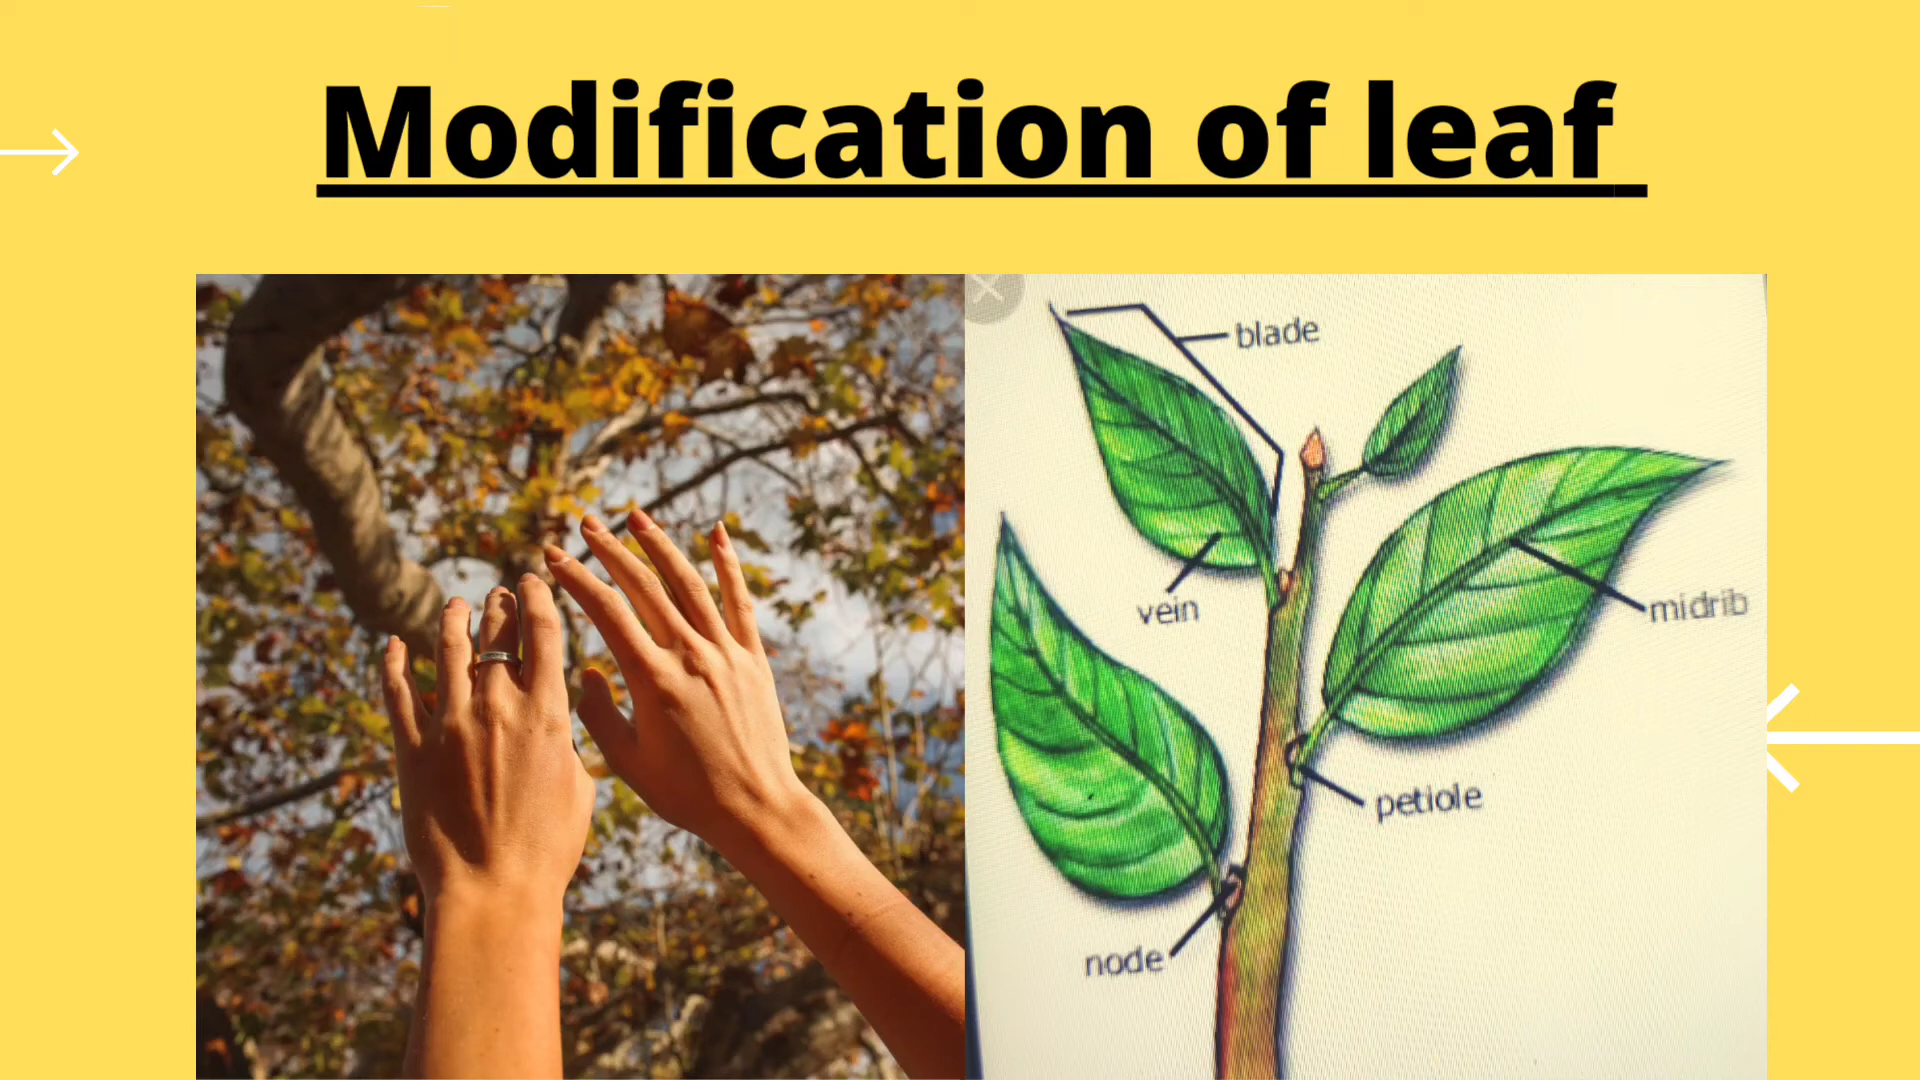 Modification of leaf
blade
vein
midrib
petiole
node